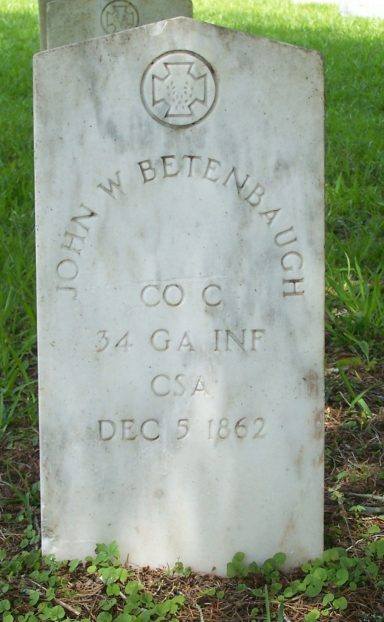 JOHN W BETENBAUGH
CO C
34 GA INF
CSA
DEC 5 1862